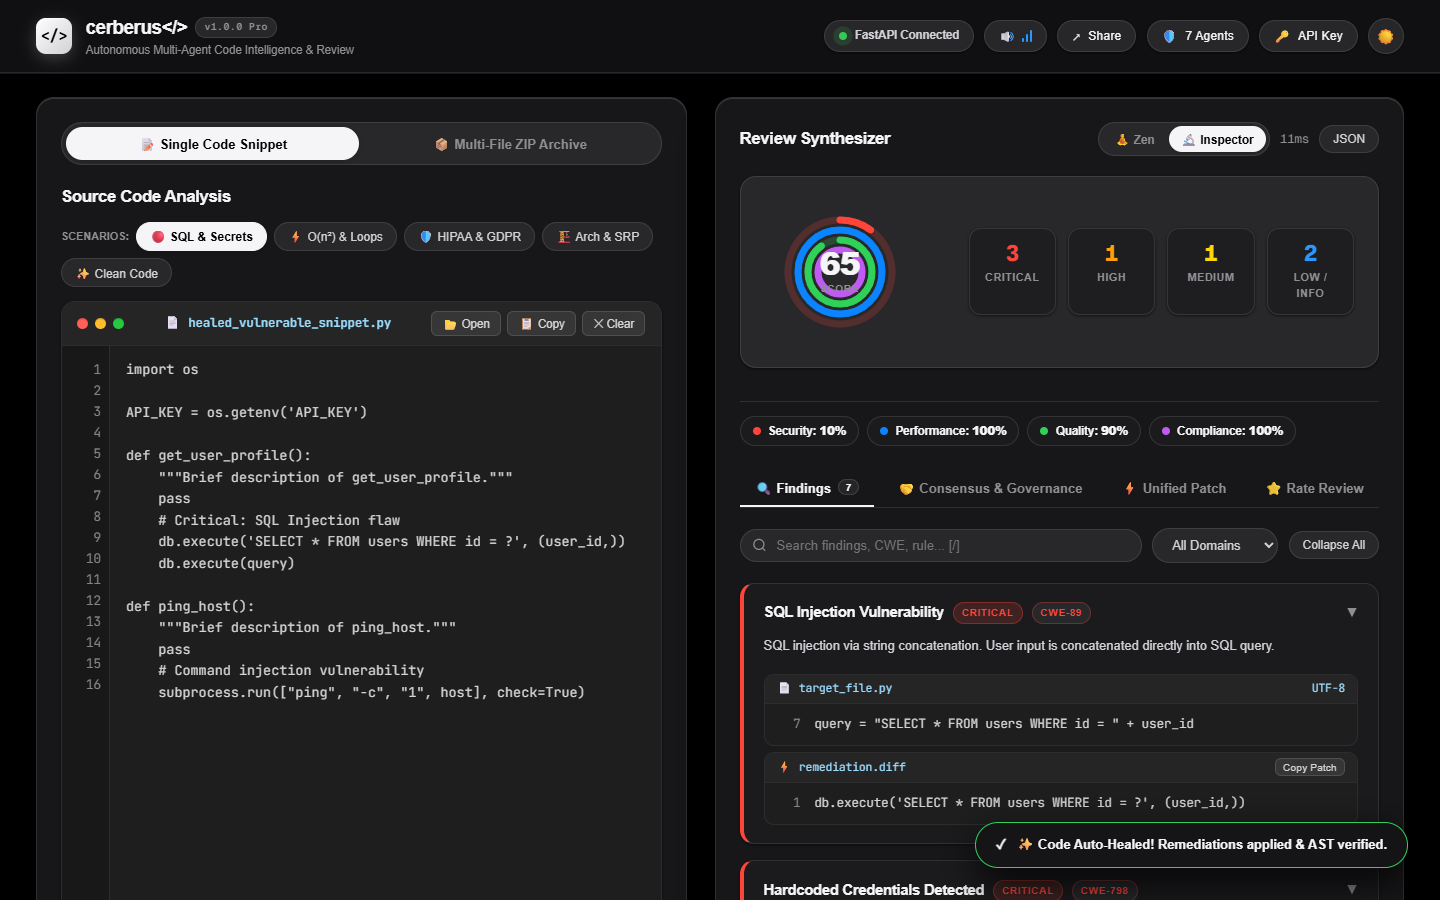 </> cerberus</> v1.0.0 Pro
Autonomous Multi-Agent Code Intelligence & Review
FastAPI Connected
↗ Share
7 Agents
API Key
Single Code Snippet
Multi-File ZIP Archive
Source Code Analysis
SCENARIOS: SQL & Secrets O(n²) & Loops HIPAA & GDPR Arch & SRP
Clean Code
healed_vulnerable_snippet.py Open Copy ✕ Clear
1 import os
2
3 API_KEY = os.getenv('API_KEY')
4
5 def get_user_profile():
6 """Brief description of get_user_profile."""
7 pass
8 # Critical: SQL Injection flaw
9 db.execute('SELECT * FROM users WHERE id = ?', (user_id,))
10 db.execute(query)
11
12 def ping_host():
13 """Brief description of ping_host."""
14 pass
15 # Command injection vulnerability
16 subprocess.run(["ping", "-c", "1", host], check=True)
Review Synthesizer
Zen Inspector 11ms JSON
65
SCORE
3 CRITICAL
1 HIGH
1 MEDIUM
2 LOW /
INFO
Security: 10% Performance: 100% Quality: 90% Compliance: 100%
Findings 7 Consensus & Governance Unified Patch Rate Review
Search findings, CWE, rule... [/] All Domains Collapse All
SQL Injection Vulnerability CRITICAL CWE-89 ▼
SQL injection via string concatenation. User input is concatenated directly into SQL query.
target_file.py UTF-8
7 query = "SELECT * FROM users WHERE id = " + user_id
remediation.diff Copy Patch
1 db.execute('SELECT * FROM users WHERE id = ?', (user_id,))
✓ ✨ Code Auto-Healed! Remediations applied & AST verified.
Hardcoded Credentials Detected CRITICAL CWE-798 ▼